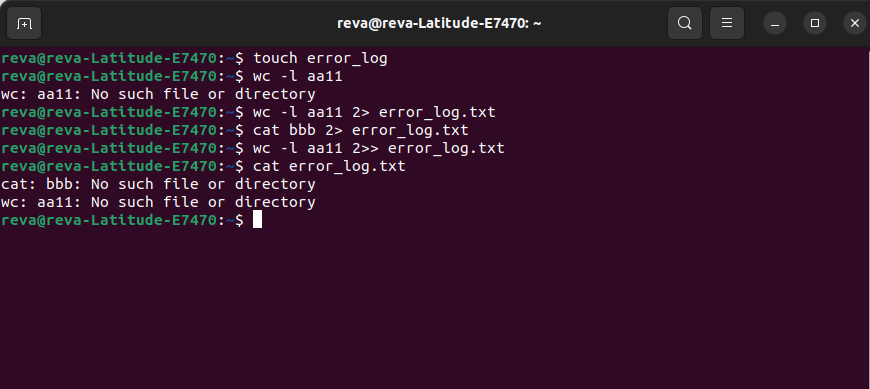 reva@reva-Latitude-E7470: ~
reva@reva-Latitude-E7470:~$ touch error_log
reva@reva-Latitude-E7470:~$ wc -l aa11
wc: aa11: No such file or directory
reva@reva-Latitude-E7470:~$ wc -l aa11 2> error_log.txt
reva@reva-Latitude-E7470:~$ cat bbb 2> error_log.txt
reva@reva-Latitude-E7470:~$ wc -l aa11 2>> error_log.txt
reva@reva-Latitude-E7470:~$ cat error_log.txt
cat: bbb: No such file or directory
wc: aa11: No such file or directory
reva@reva-Latitude-E7470:~$